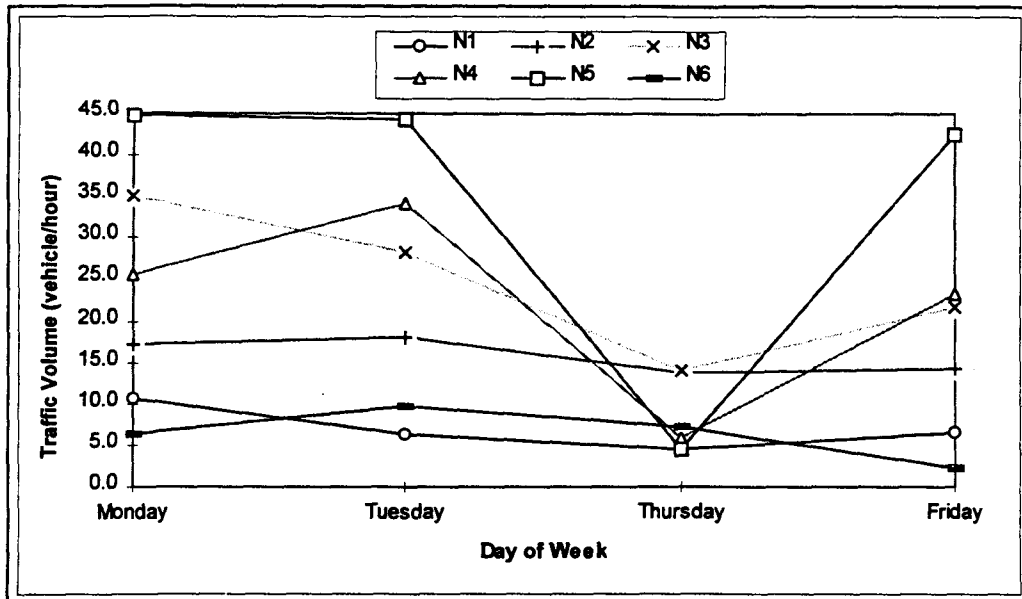 N1 N2 N3
N4 N5 N6
45.0
40.0
35.0
30.0
25.0
20.0
15.0
10.0
5.0
0.0
Traffic Volume (vehicle/hour)
Monday Tuesday Thursday Friday
Day of Week